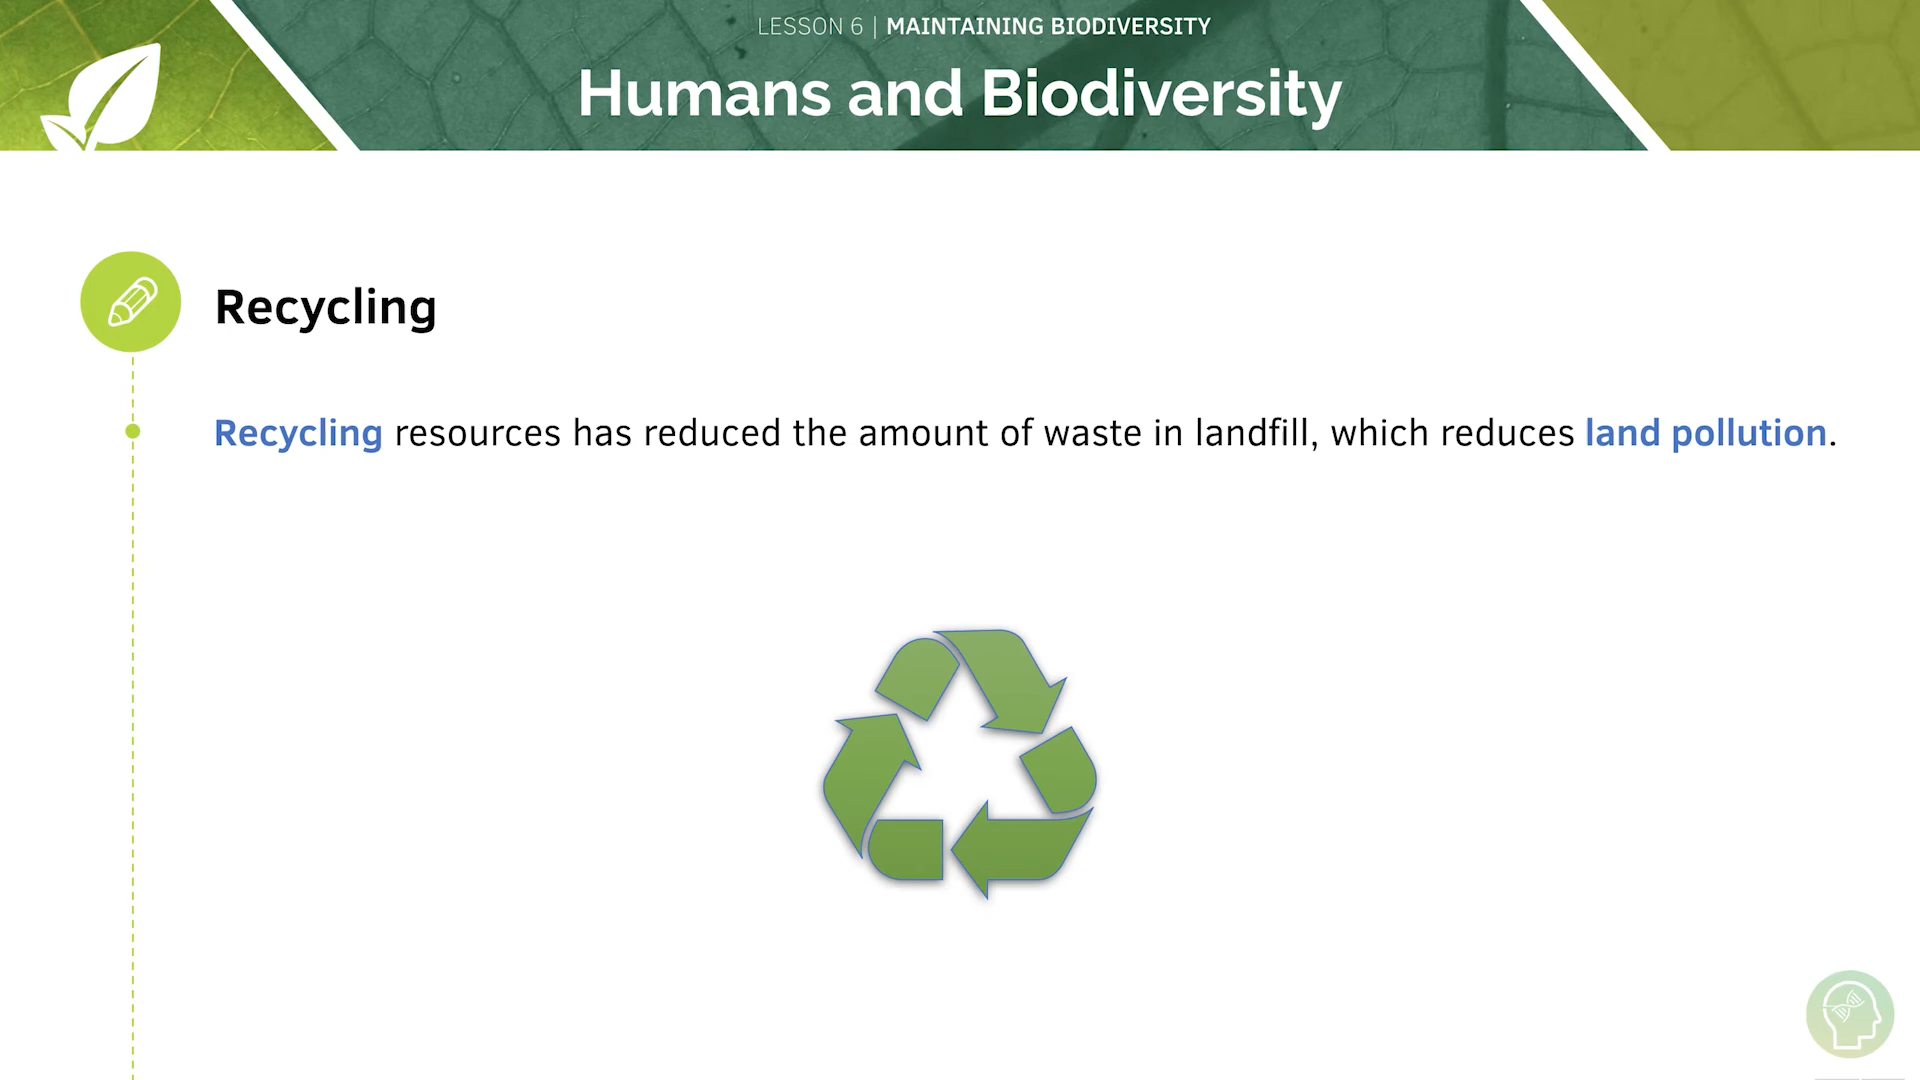 LESSON 6 | MAINTAINING BIODIVERSITY
Humans and Biodiversity
Recycling
Recycling resources has reduced the amount of waste in landfill, which reduces land pollution.